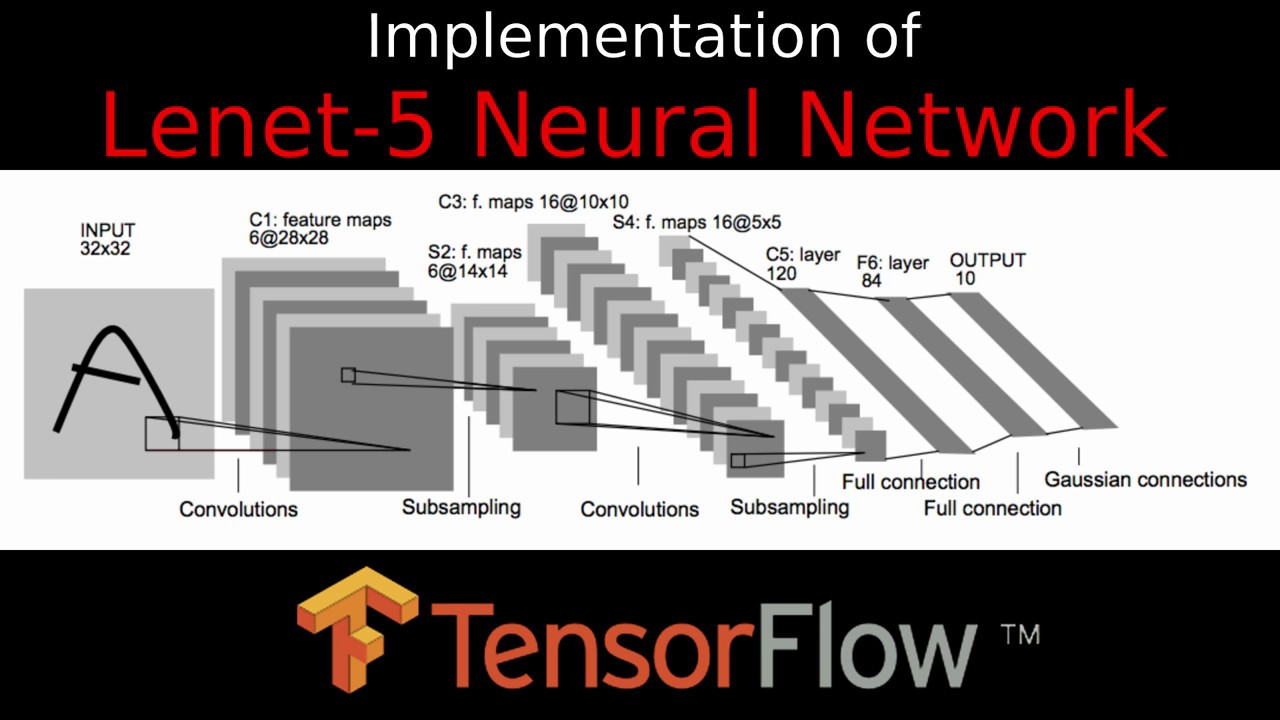 Implementation of
Lenet-5 Neural Network
INPUT
32x32
C1: feature maps
6@28x28
S2: f. maps
6@14x14
C3: f. maps 16@10x10
S4: f. maps 16@5x5
C5: layer
120
F6: layer
84
OUTPUT
10
A
Convolutions
Subsampling
Convolutions
Subsampling
Full connection
Full connection
Gaussian connections
TensorFlow TM